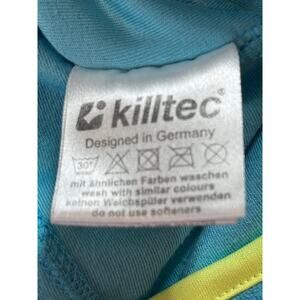 killtec®
Designed in Germany
30°
mit ähnlichen Farben waschen
wash with similar colours
keinen Weichspüler verwenden
do not use softeners